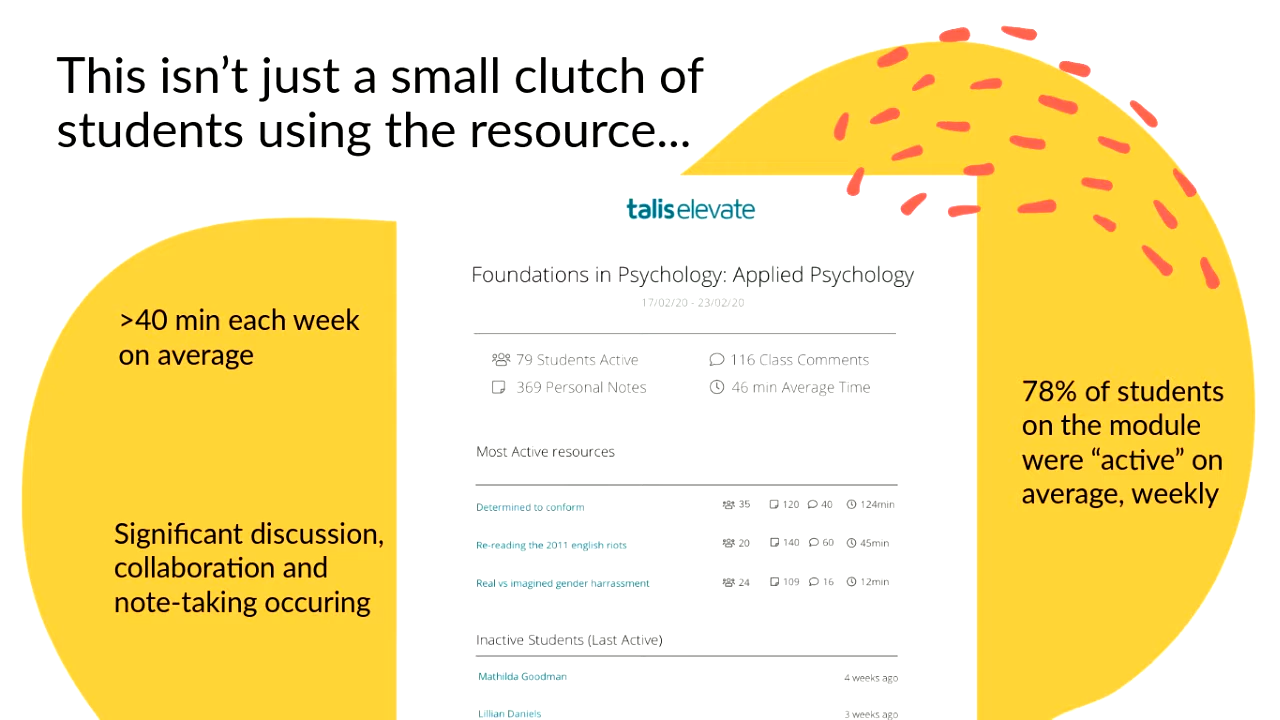 This isn’t just a small clutch of
students using the resource...
>40 min each week
on average
Significant discussion,
collaboration and
note-taking occuring
talis elevate
Foundations in Psychology: Applied Psychology
17/02/20 - 23/02/20
79 Students Active 116 Class Comments
369 Personal Notes 46 min Average Time
Most Active resources
Determined to conform 35 120 40 124min
Re-reading the 2011 english riots 20 140 60 45min
Real vs imagined gender harrassment 24 109 16 12min
Inactive Students (Last Active)
Mathilda Goodman 4 weeks ago
Lillian Daniels 3 weeks ago
78% of students
on the module
were “active” on
average, weekly